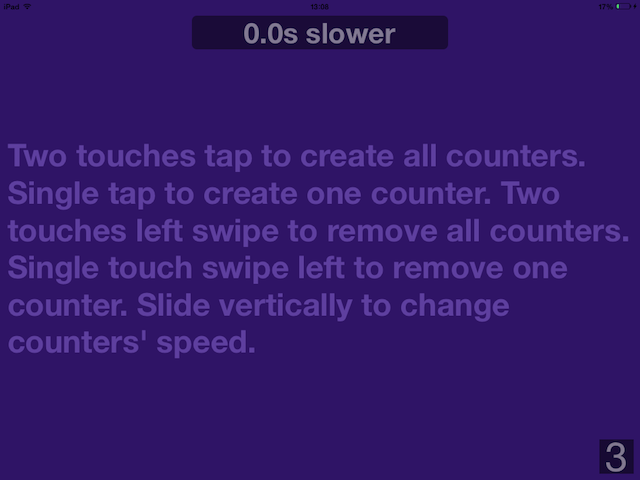 iPad 13:08 17%
0.0s slower
Two touches tap to create all counters.
Single tap to create one counter. Two
touches left swipe to remove all counters.
Single touch swipe left to remove one
counter. Slide vertically to change
counters' speed.
3